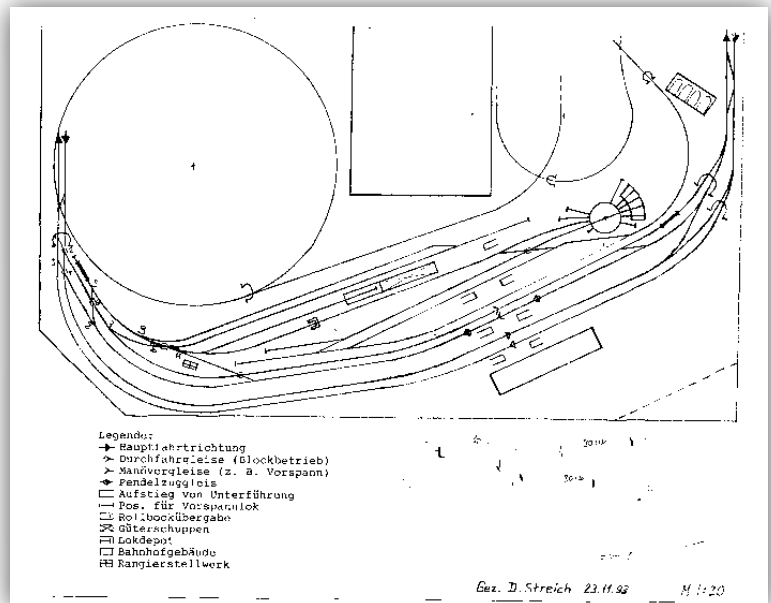 Legende:
Hauptfahrtrichtung
Durchfahrgleise (Blockbetrieb)
Manövergleise (z. B. Vorspann)
Pendelzuggleis
Aufstieg von Unterführung
Pos. für Vorspannlok
Rollbockübergabe
Güterschuppen
Lokdepot
Bahnhofgebäude
Rangierstellwerk
Gez. D. Streich 23.11.93 M 1:20